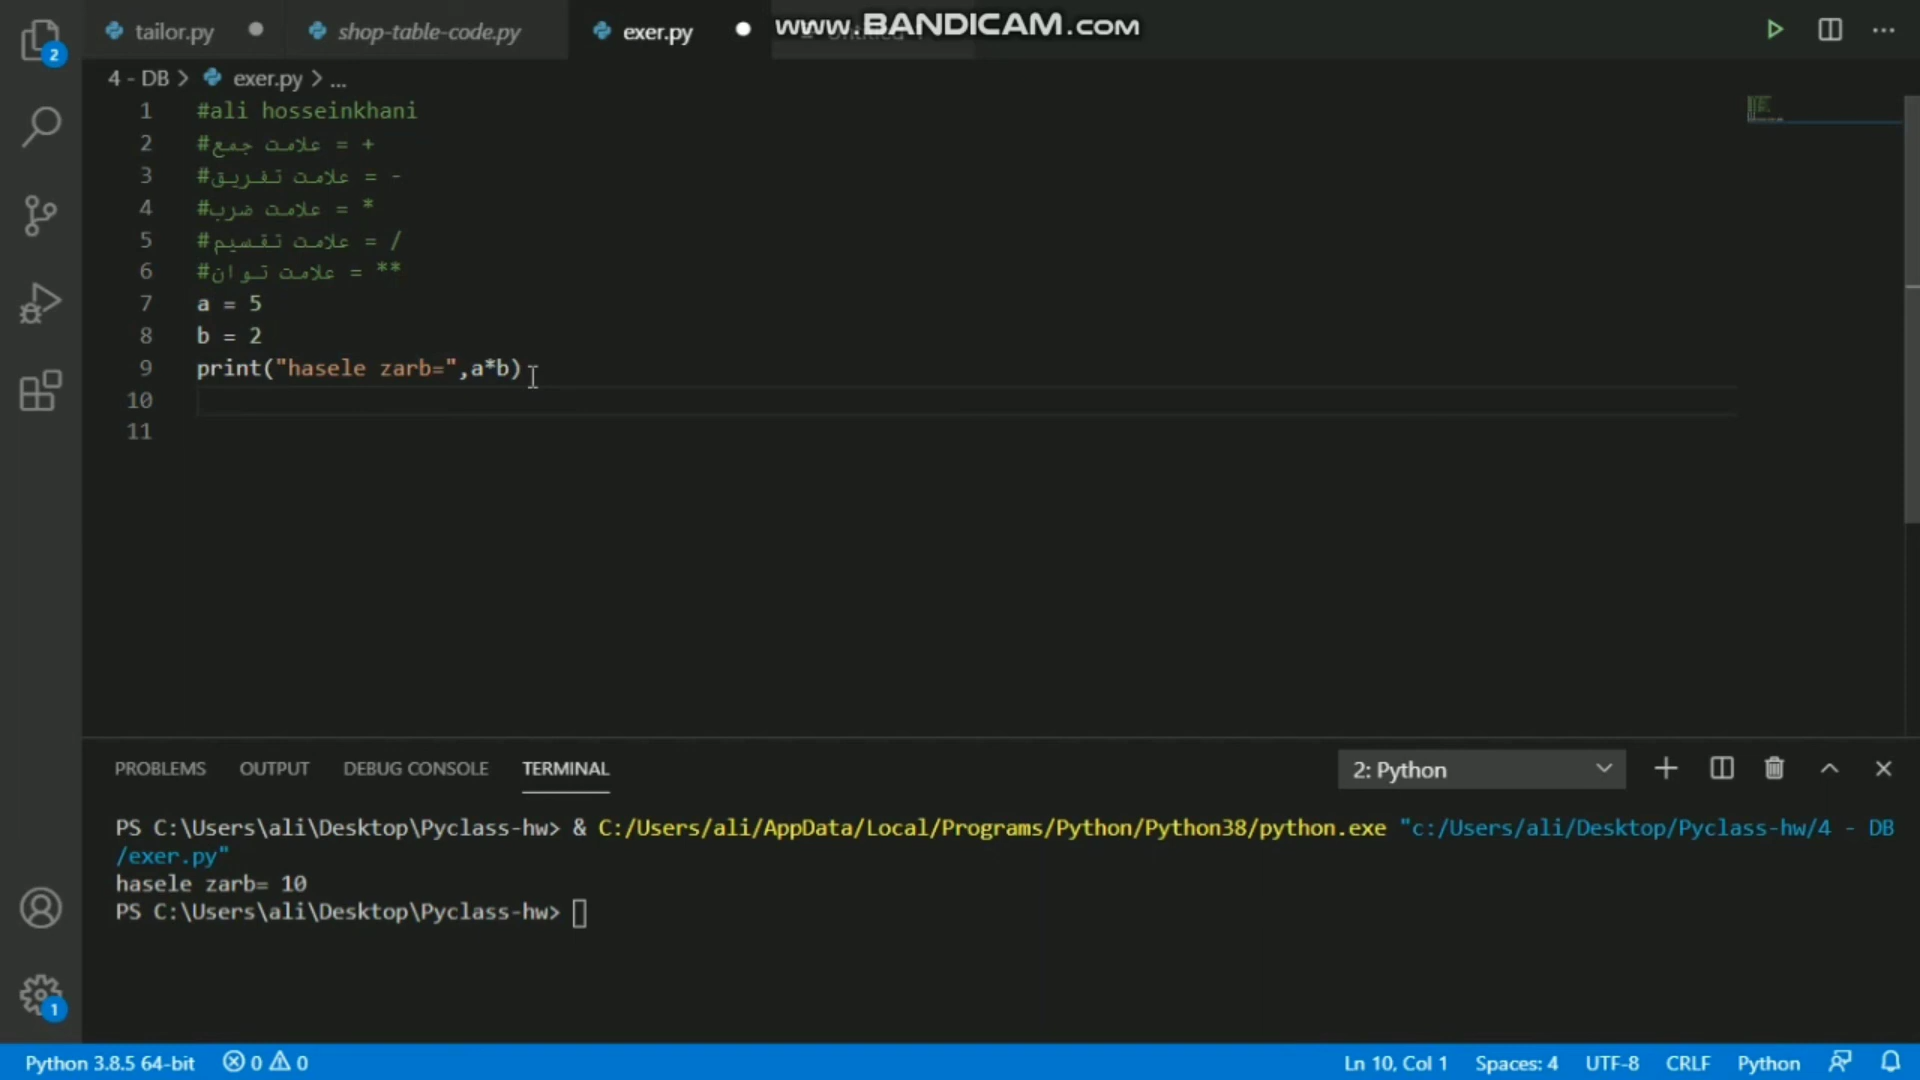 tailor.py
shop-table-code.py
exer.py
www.BANDICAM.com
4 - DB > exer.py > ...
1 #ali hosseinkhani
2 #علامت جمع = +
3 #علامت تفریق = -
4 #علامت ضرب = *
5 #علامت تقسیم = /
6 #علامت توان = **
7 a = 5
8 b = 2
9 print("hasele zarb=",a*b)
10
11
2
1
PROBLEMS OUTPUT DEBUG CONSOLE TERMINAL 2: Python
PS C:\Users\ali\Desktop\Pyclass-hw> & C:/Users/ali/AppData/Local/Programs/Python/Python38/python.exe "c:/Users/ali/Desktop/Pyclass-hw/4 - DB
/exer.py"
hasele zarb= 10
PS C:\Users\ali\Desktop\Pyclass-hw>
Python 3.8.5 64-bit 0 0 Ln 10, Col 1 Spaces: 4 UTF-8 CRLF Python